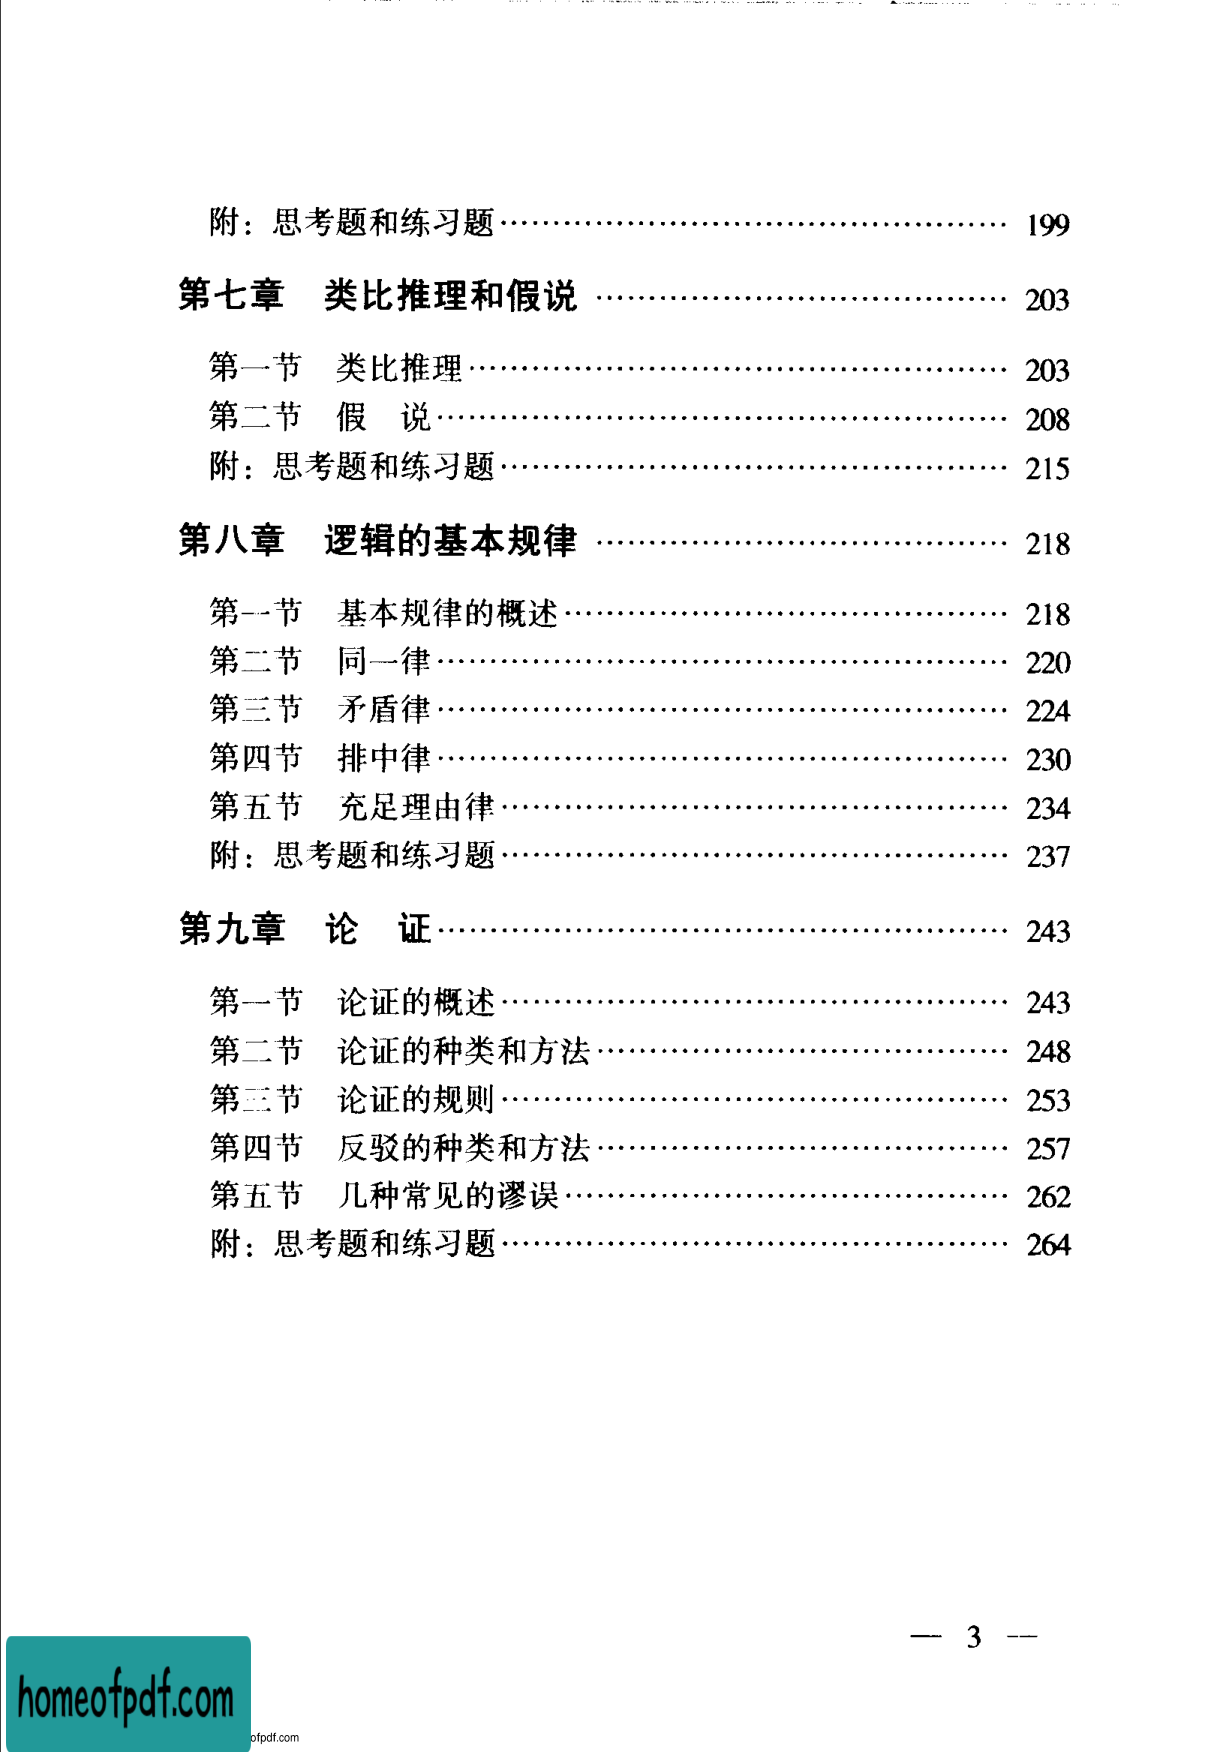 附：思考题和练习题…………………………………………… 199
第七章　类比推理和假说 …………………………………… 203
第一节　类比推理……………………………………………… 203
第二节　假　说………………………………………………… 208
附：思考题和练习题…………………………………………… 215
第八章　逻辑的基本规律 …………………………………… 218
第一节　基本规律的概述……………………………………… 218
第二节　同一律………………………………………………… 220
第三节　矛盾律………………………………………………… 224
第四节　排中律………………………………………………… 230
第五节　充足理由律…………………………………………… 234
附：思考题和练习题…………………………………………… 237
第九章　论　证………………………………………………… 243
第一节　论证的概述…………………………………………… 243
第二节　论证的种类和方法…………………………………… 248
第三节　论证的规则…………………………………………… 253
第四节　反驳的种类和方法…………………………………… 257
第五节　几种常见的谬误……………………………………… 262
附：思考题和练习题…………………………………………… 264
— 3 —
homeofpdf.com
ofpdf.com